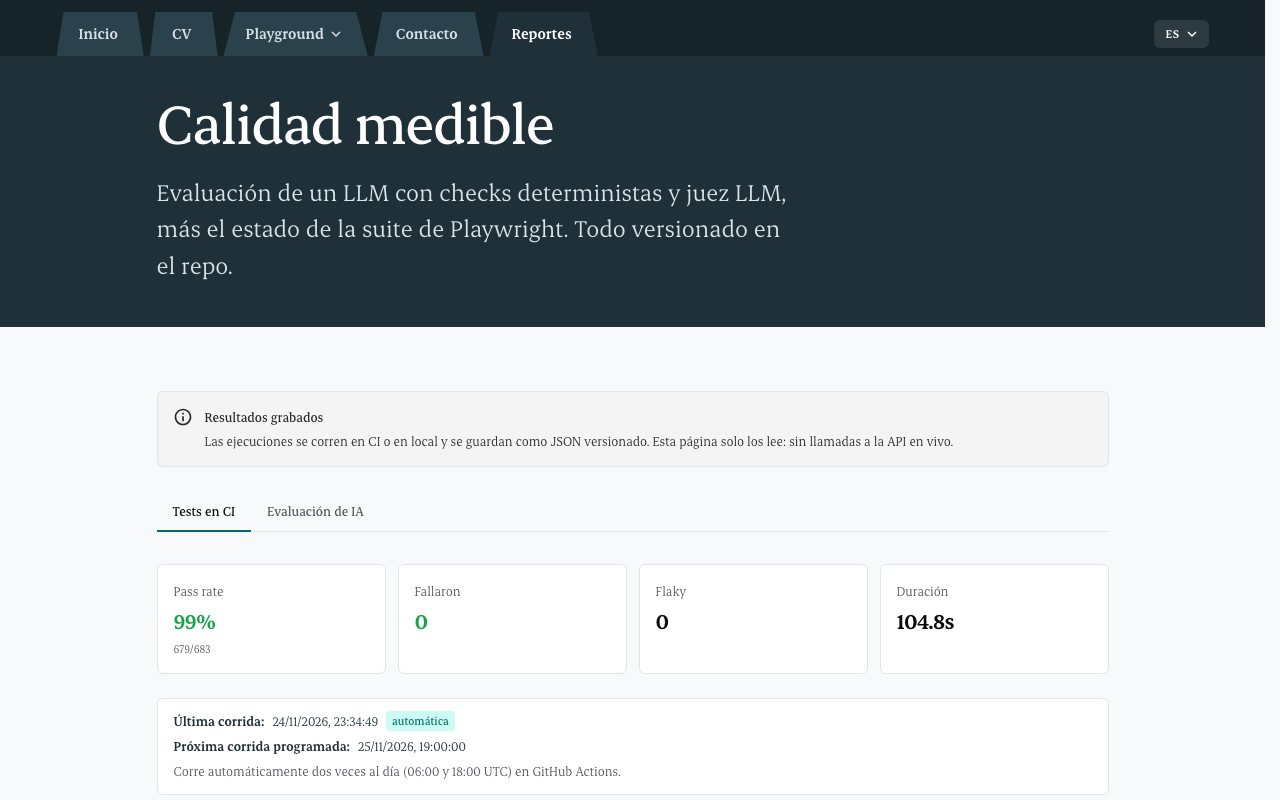 Inicio
CV
Playground
Contacto
Reportes
ES
Calidad medible
Evaluación de un LLM con checks deterministas y juez LLM,
más el estado de la suite de Playwright. Todo versionado en
el repo.
Resultados grabados
Las ejecuciones se corren en CI o en local y se guardan como JSON versionado. Esta página solo los lee: sin llamadas a la API en vivo.
Tests en CI
Evaluación de IA
Pass rate
99%
679/683
Fallaron
0
Flaky
0
Duración
104.8s
Última corrida: 24/11/2026, 23:34:49 automática
Próxima corrida programada: 25/11/2026, 19:00:00
Corre automáticamente dos veces al día (06:00 y 18:00 UTC) en GitHub Actions.